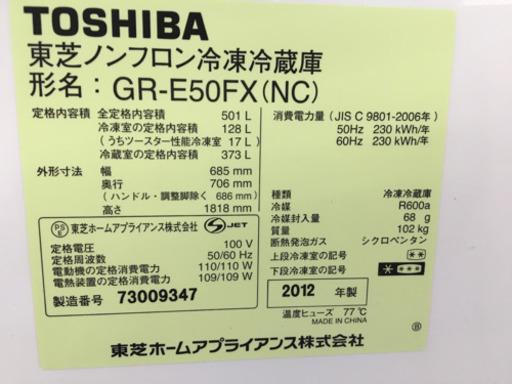 TOSHIBA
東芝ノンフロン冷凍冷蔵庫
形名：GR-E50FX(NC)
定格内容積 全定格内容積 501 L
冷凍室の定格内容積 128 L
(うちツースター性能冷凍室 17 L)
冷蔵室の定格内容積 373 L
外形寸法 幅 685 mm
奥行 706 mm
(ハンドル・調整脚除く 686 mm)
高さ 1818 mm
PS E 東芝ホームアプライアンス株式会社 S JET
定格電圧 100 V
定格周波数 50/60 Hz
電動機の定格消費電力 110/110 W
電熱装置の定格消費電力 109/109 W
製造番号 73009347
消費電力量 (JIS C 9801-2006年)
50Hz 230 kWh/年
60Hz 230 kWh/年
種類 冷凍冷蔵庫
冷媒 R600a
冷媒封入量 68 g
質量 102 kg
断熱発泡ガス シクロペンタン
上段冷凍室の記号 **
下段冷凍室の記号 * ***
2012 年製
温度ヒューズ 77℃
MADE IN CHINA
Ⓑ
東芝ホームアプライアンス株式会社